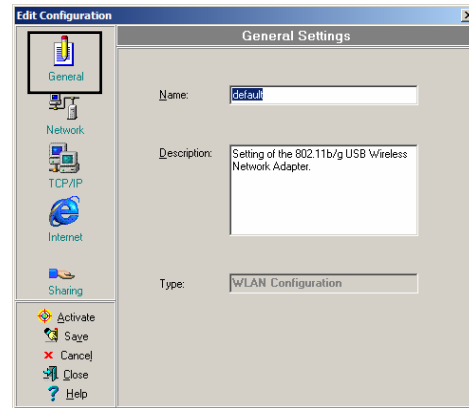 Edit Configuration
General Settings
General
Network
TCP/IP
Internet
Sharing
Activate
Save
Cancel
Close
Help
Name:
default
Description:
Setting of the 802.11b/g USB Wireless
Network Adapter.
Type:
WLAN Configuration